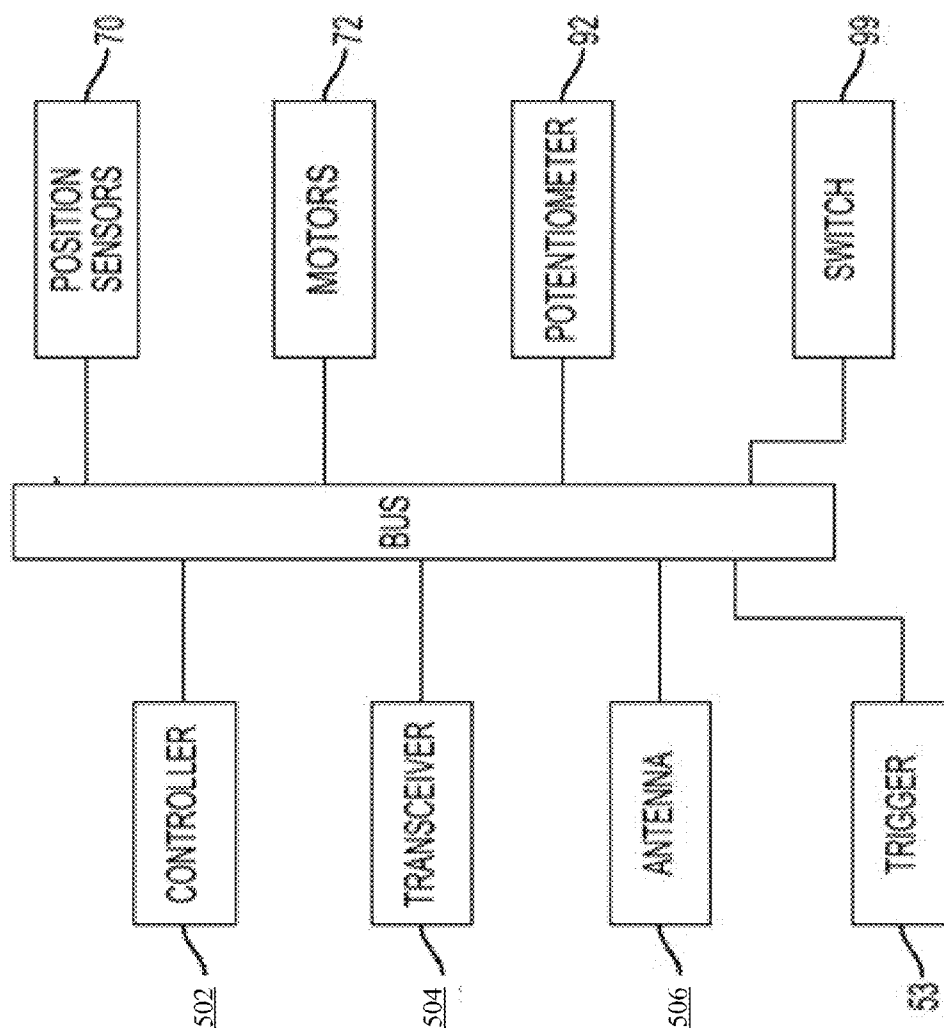 POSITION
SENSORS
70
MOTORS
72
POTENTIOMETER
92
SWITCH
99
BUS
CONTROLLER
502
TRANSCEIVER
504
ANTENNA
506
TRIGGER
53